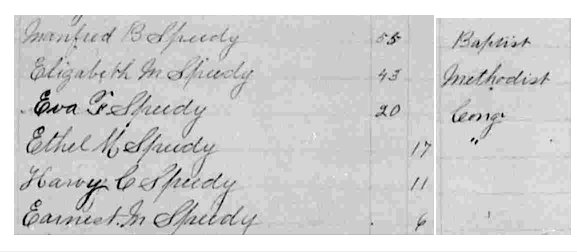 Manfred B Speedy 55 Baptist
Elizabeth M Speedy 43 Methodist
Eva F Speedy 20 Cong
Ethel M Speedy 17 "
Harvy C Speedy 11
Earnest M Speedy 6